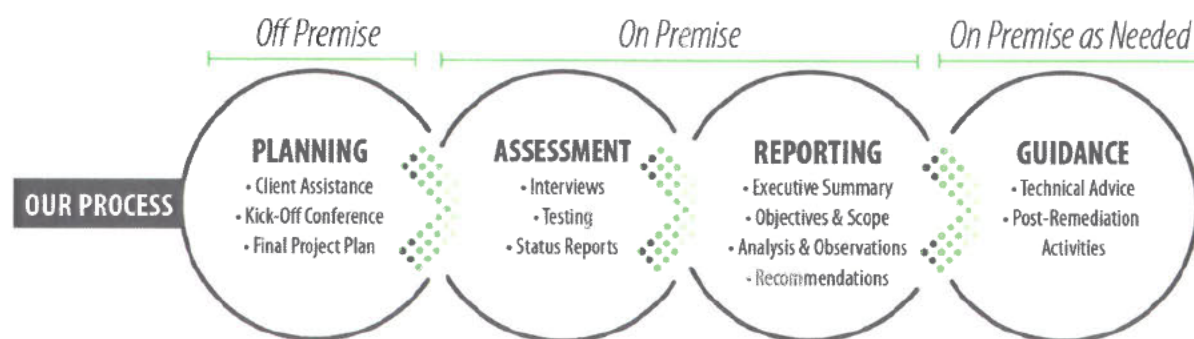 Off Premise
On Premise
On Premise as Needed
OUR PROCESS
PLANNING
• Client Assistance
• Kick-Off Conference
• Final Project Plan
ASSESSMENT
• Interviews
• Testing
• Status Reports
REPORTING
• Executive Summary
• Objectives & Scope
• Analysis & Observations
• Recommendations
GUIDANCE
• Technical Advice
• Post-Remediation
Activities